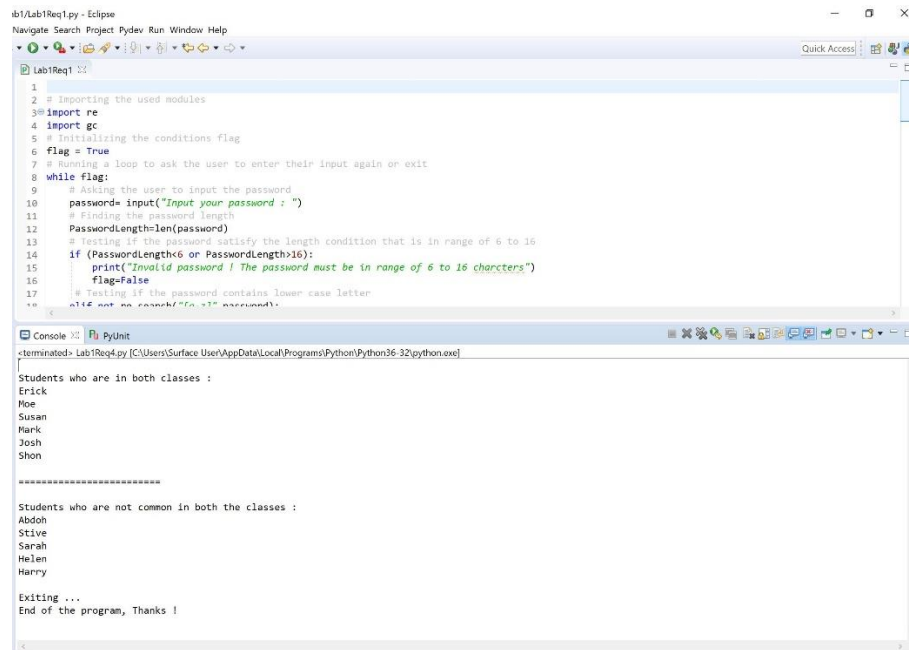 ab1/Lab1Req1.py - Eclipse
Navigate Search Project Pydev Run Window Help
Quick Access
Lab1Req1
1
2 # Importing the used modules
3 import re
4 import gc
5 # Initializing the conditions flag
6 flag = True
7 # Running a loop to ask the user to enter their input again or exit
8 while flag:
9 # Asking the user to input the password
10 password= input("Input your password : ")
11 # Finding the password length
12 PasswordLength=len(password)
13 # Testing if the password satisfy the length condition that is in range of 6 to 16
14 if (PasswordLength<6 or PasswordLength>16):
15 print("Invalid password ! The password must be in range of 6 to 16 charcters")
16 flag=False
17 # Testing if the password contains lower case letter
18 elif not re.search("[a-z]",password):
Console PyUnit
<terminated> Lab1Req4.py [C:\Users\Surface User\AppData\Local\Programs\Python\Python36-32\python.exe]
Students who are in both classes :
Erick
Moe
Susan
Mark
Josh
Shon
=========================
Students who are not common in both the classes :
Abdoh
Stive
Sarah
Helen
Harry
Exiting ...
End of the program, Thanks !